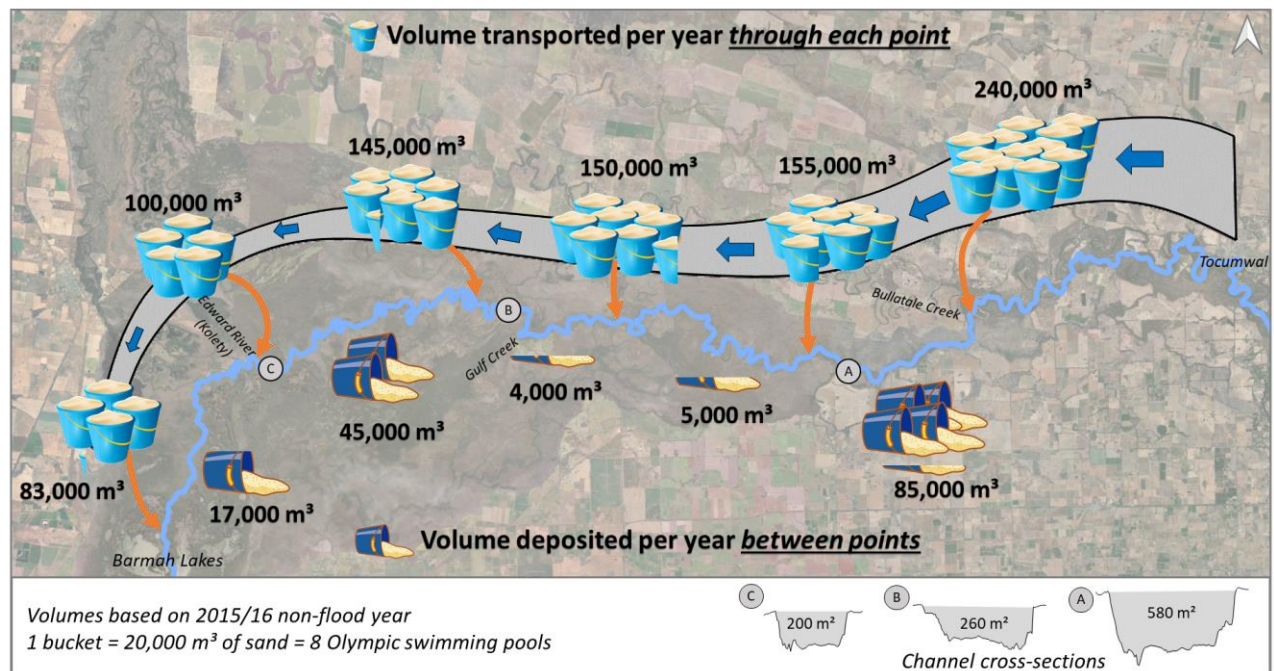 Volume transported per year through each point
240,000 m³
155,000 m³
150,000 m³
145,000 m³
100,000 m³
83,000 m³
Tocumwal
Bullatale Creek
A
B
Gulf Creek
C
Edward River
(Kolety)
Barmah Lakes
85,000 m³
5,000 m³
4,000 m³
45,000 m³
17,000 m³
Volume deposited per year between points
Volumes based on 2015/16 non-flood year
1 bucket = 20,000 m³ of sand = 8 Olympic swimming pools
C
200 m²
B
260 m²
A
580 m²
Channel cross-sections